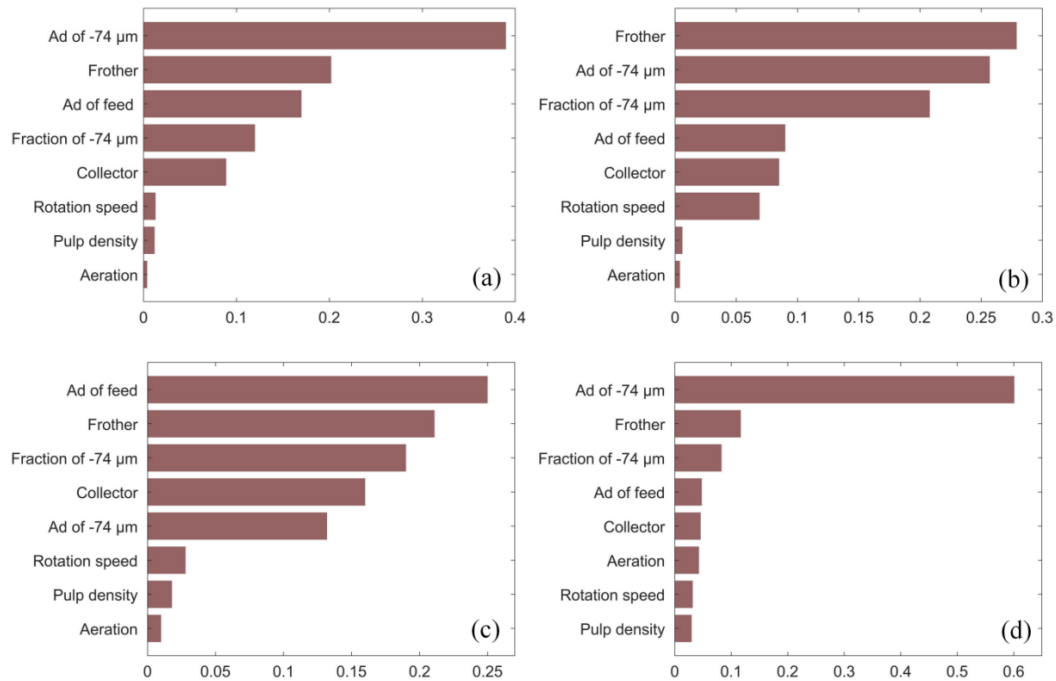 Ad of -74 µm
Frother
Ad of feed
Fraction of -74 µm
Collector
Rotation speed
Pulp density
Aeration
(a)
0 0.1 0.2 0.3 0.4
Frother
Ad of -74 µm
Fraction of -74 µm
Ad of feed
Collector
Rotation speed
Pulp density
Aeration
(b)
0 0.05 0.1 0.15 0.2 0.25 0.3
Ad of feed
Frother
Fraction of -74 µm
Collector
Ad of -74 µm
Rotation speed
Pulp density
Aeration
(c)
0 0.05 0.1 0.15 0.2 0.25
Ad of -74 µm
Frother
Fraction of -74 µm
Ad of feed
Collector
Aeration
Rotation speed
Pulp density
(d)
0 0.1 0.2 0.3 0.4 0.5 0.6